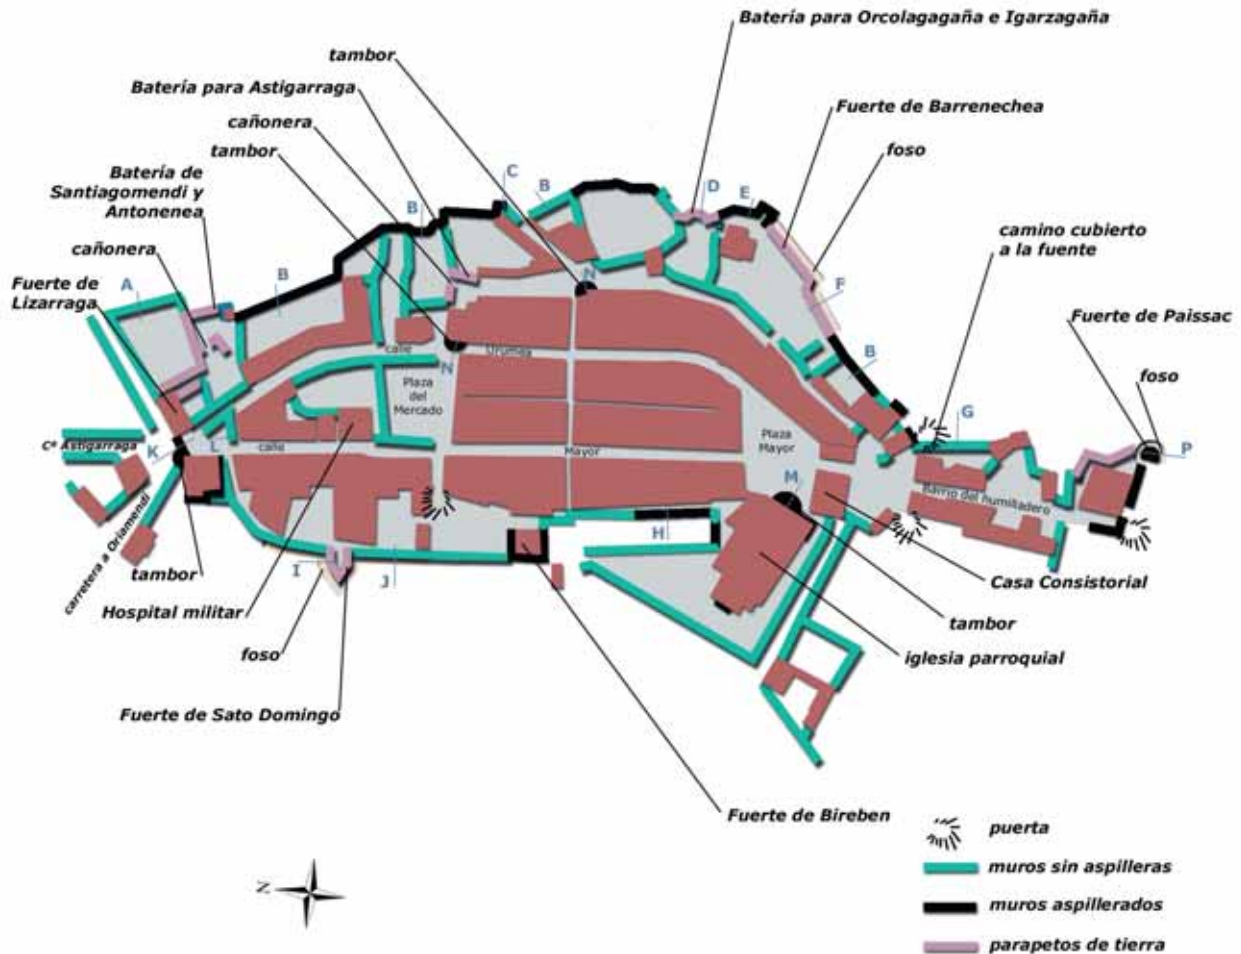 Batería para Orcolagagaña e Igarzagaña
tambor
Batería para Astigarraga
cañonera
tambor
Fuerte de Barrenechea
foso
Batería de
Santiagomendi y
Antonenea
cañonera
Fuerte de
Lizarraga
camino cubierto
a la fuente
Fuerte de Paissac
foso
A
B
B
C
B
D
E
F
B
G
P
N
N
calle
Urumea
Plaza
del
Mercado
Cª Astigarraga
K
L
calle
Mayor
Plaza
Mayor
M
Barrio del humilladero
H
I
J
carretera a Oriamendi
tambor
Hospital militar
foso
Fuerte de Sato Domingo
Casa Consistorial
tambor
iglesia parroquial
Fuerte de Bireben
N
puerta
muros sin aspilleras
muros aspillerados
parapetos de tierra